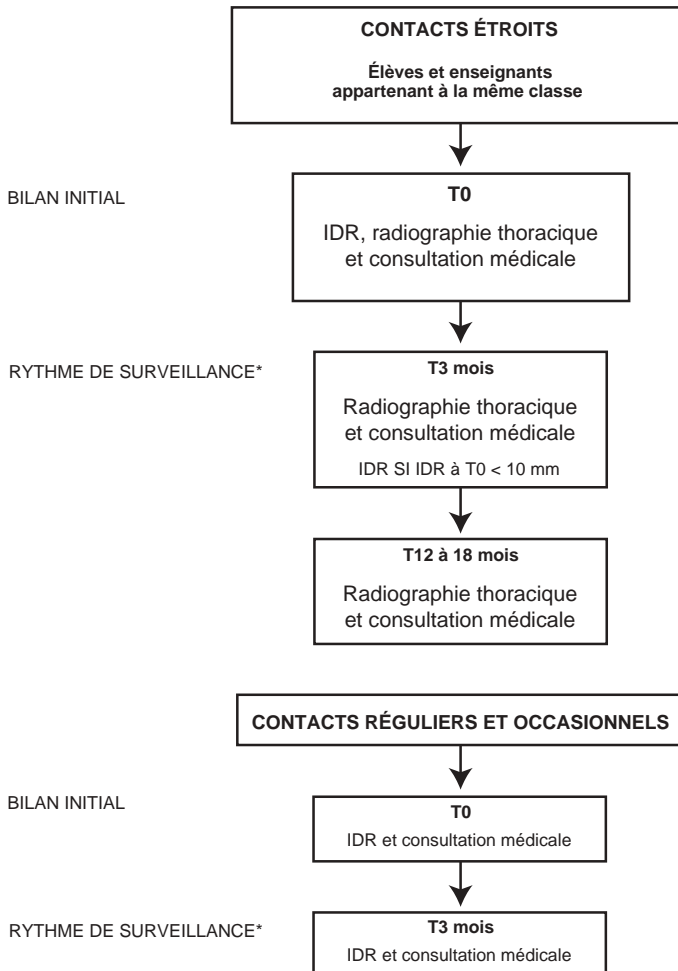 CONTACTS ÉTROITS
Élèves et enseignants
appartenant à la même classe
BILAN INITIAL
T0
IDR, radiographie thoracique
et consultation médicale
RYTHME DE SURVEILLANCE*
T3 mois
Radiographie thoracique
et consultation médicale
IDR SI IDR à T0 < 10 mm
T12 à 18 mois
Radiographie thoracique
et consultation médicale
CONTACTS RÉGULIERS ET OCCASIONNELS
BILAN INITIAL
T0
IDR et consultation médicale
RYTHME DE SURVEILLANCE*
T3 mois
IDR et consultation médicale